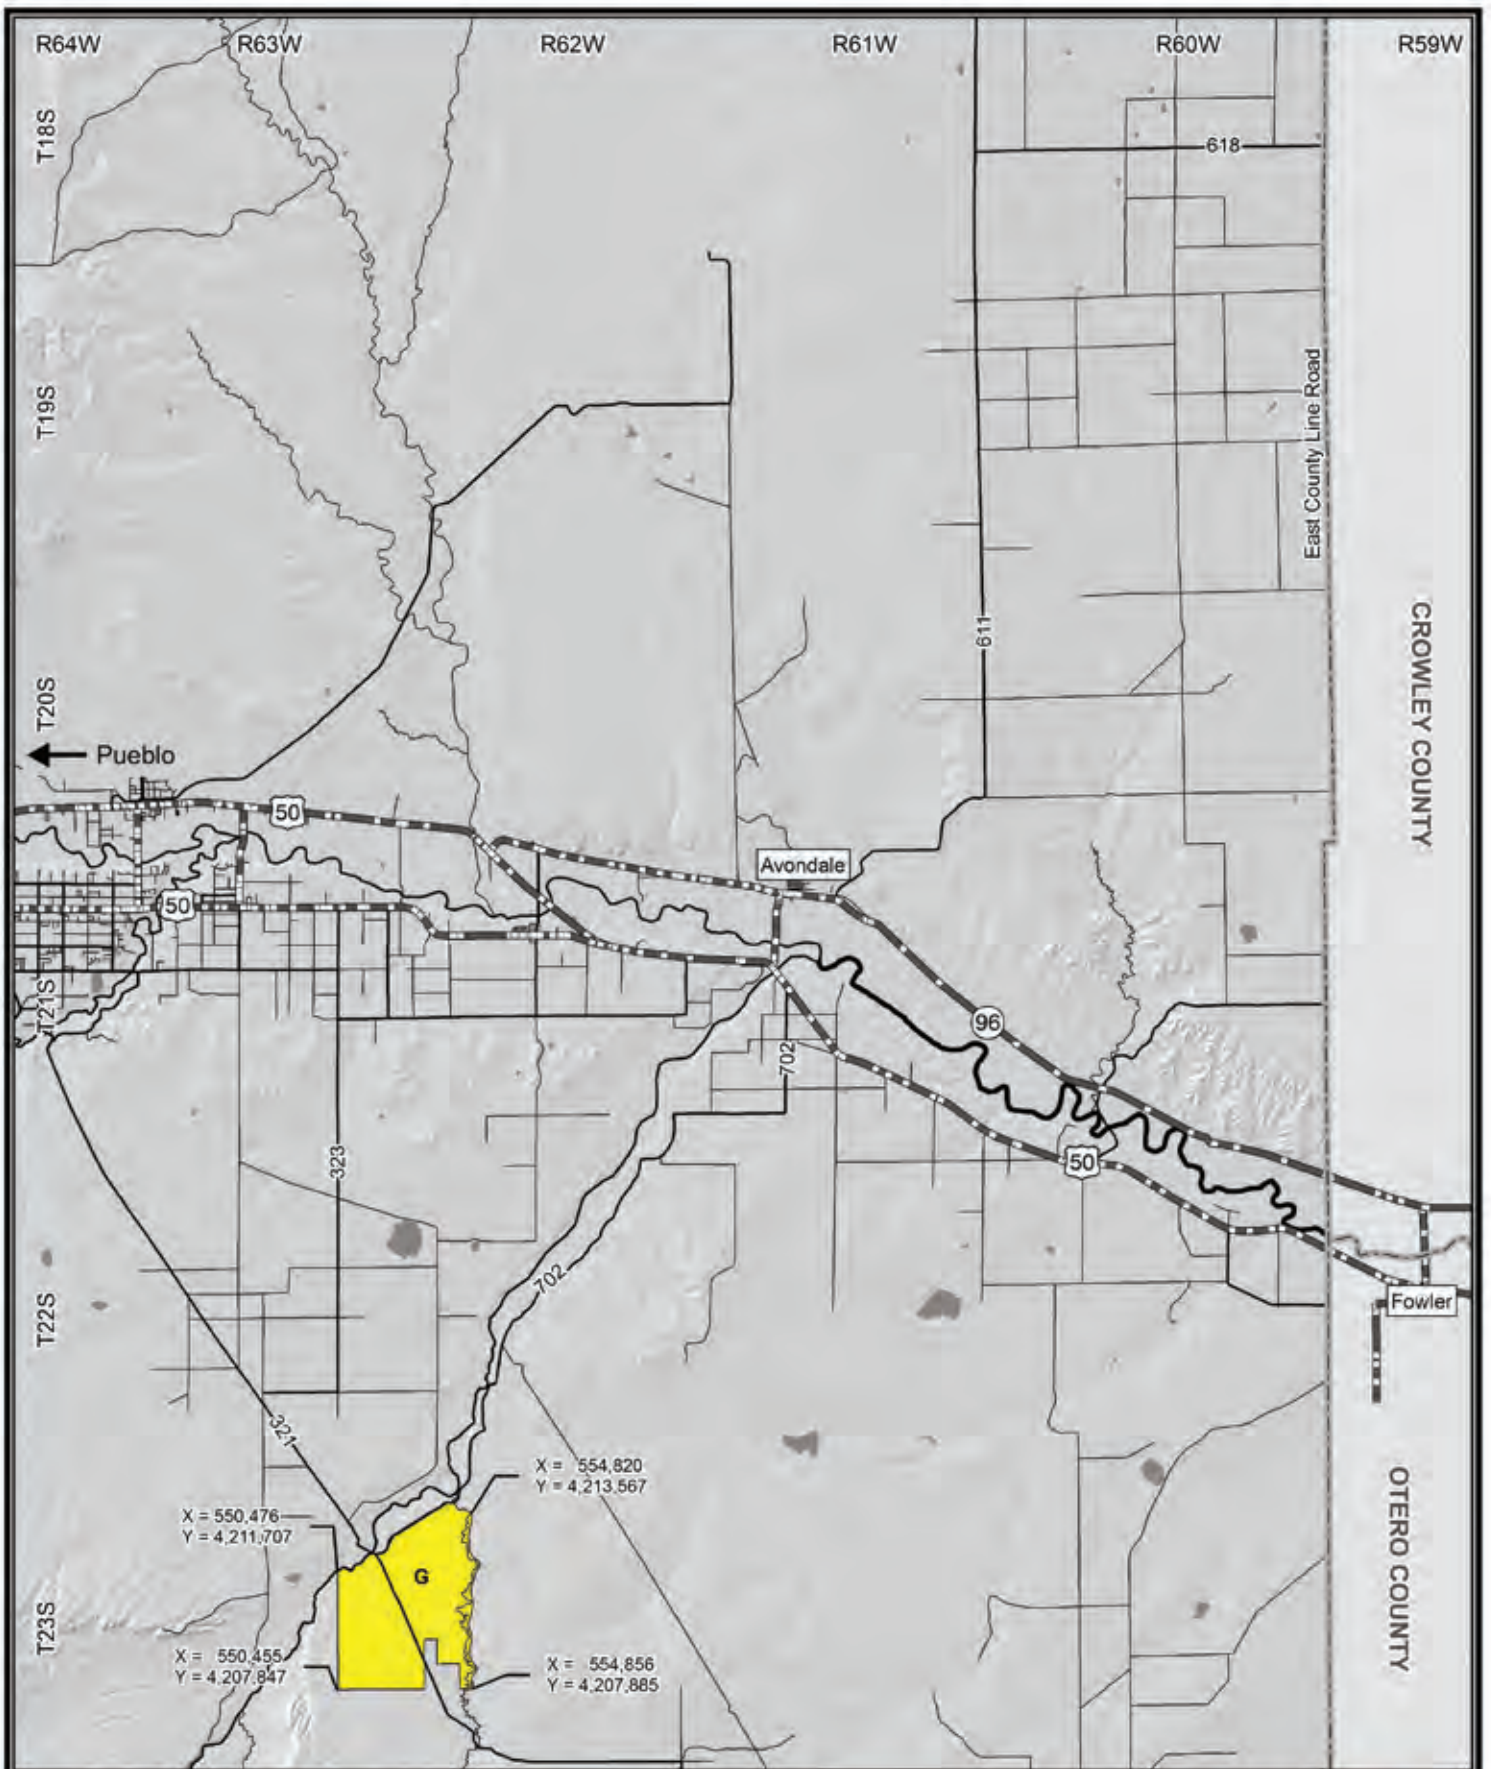 R64W
R63W
R62W
R61W
R60W
R59W
T18S
618
T19S
East County Line Road
611
CROWLEY COUNTY
T20S
Pueblo
50
Avondale
50
T21S
96
702
323
50
702
T22S
Fowler
321
X = 554,820
Y = 4,213,567
X = 550,476
Y = 4,211,707
OTERO COUNTY
G
T23S
X = 550,455
Y = 4,207,847
X = 554,856
Y = 4,207,885